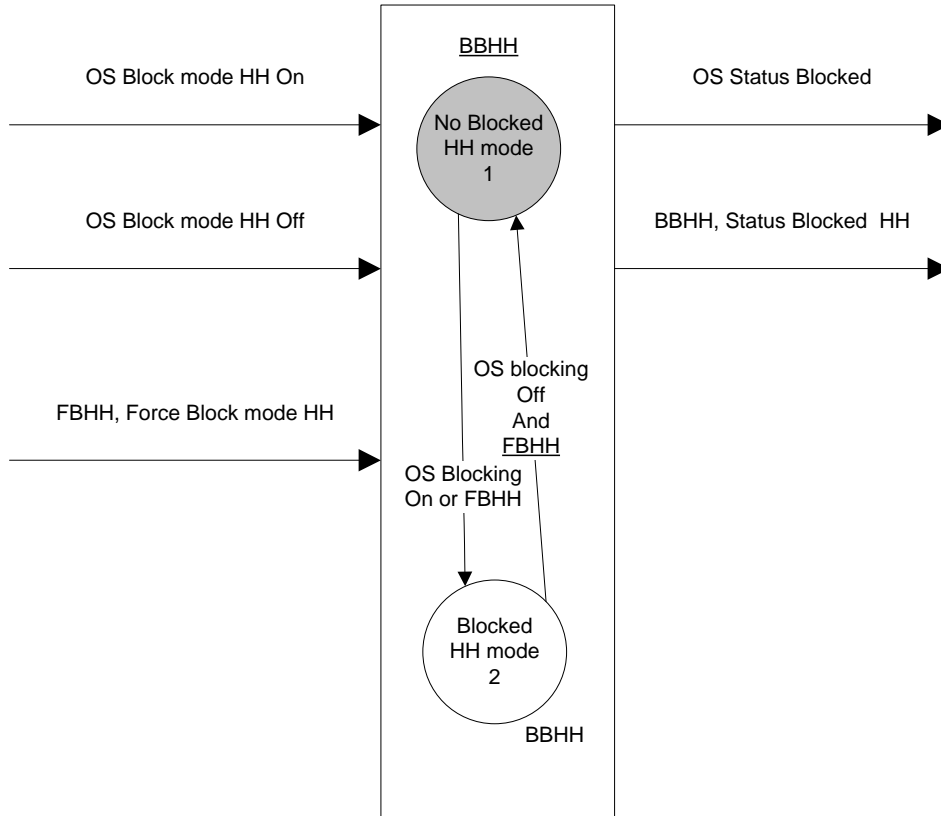 BBHH
OS Block mode HH On
OS Status Blocked
No Blocked
HH mode
1
OS Block mode HH Off
BBHH, Status Blocked HH
OS blocking
Off
And
FBHH
FBHH, Force Block mode HH
OS Blocking
On or FBHH
Blocked
HH mode
2
BBHH